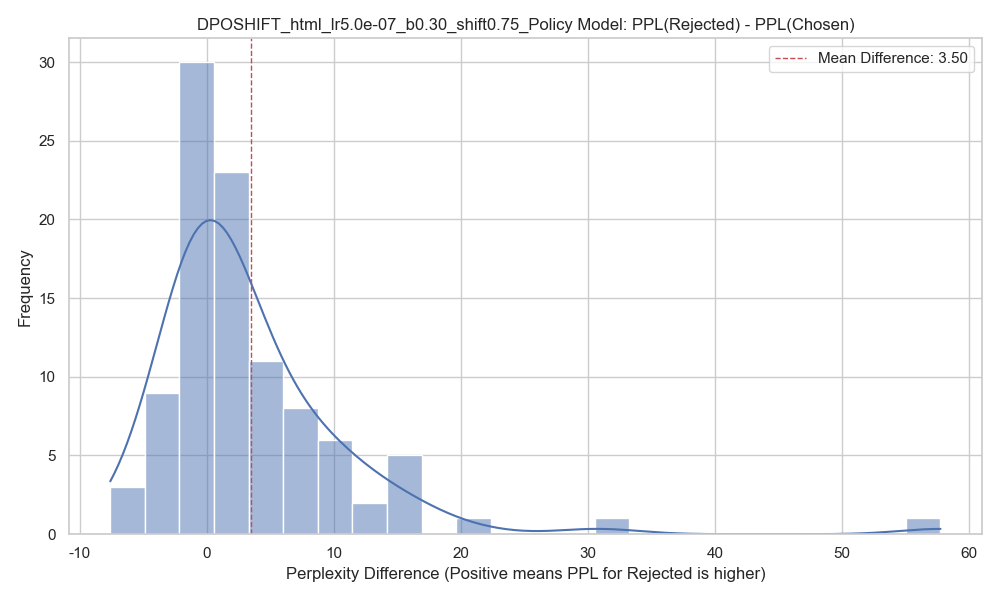 DPOSHIFT_html_lr5.0e-07_b0.30_shift0.75_Policy Model: PPL(Rejected) - PPL(Chosen)
Mean Difference: 3.50
30
25
20
15
10
5
0
Frequency
-10 0 10 20 30 40 50 60
Perplexity Difference (Positive means PPL for Rejected is higher)